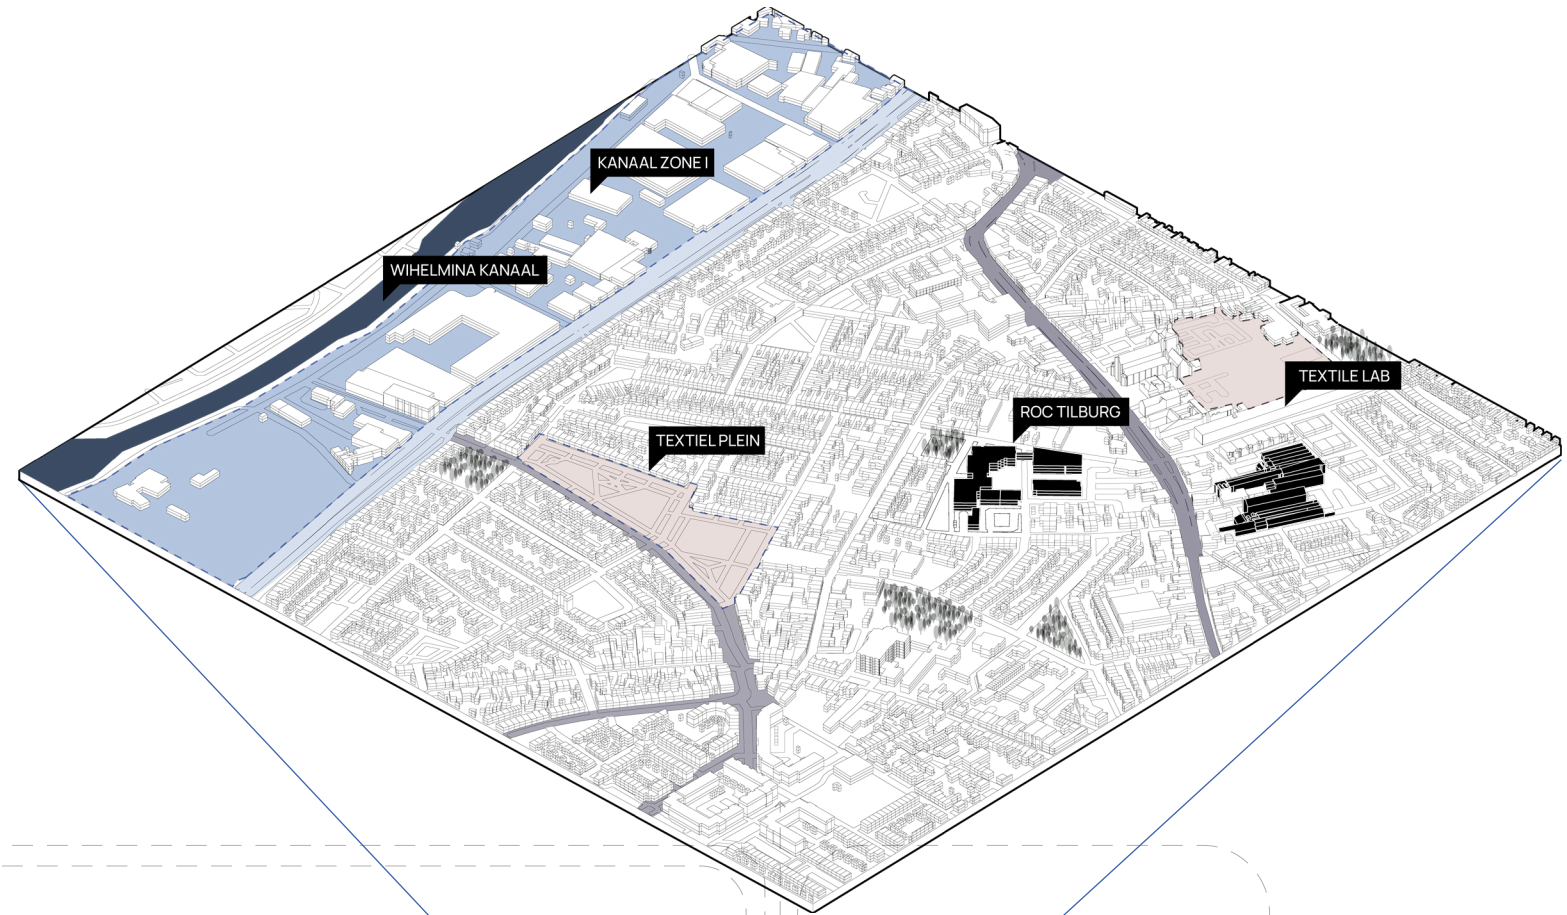 KANAAL ZONE I
WIHELMINA KANAAL
TEXTILE LAB
ROC TILBURG
TEXTIEL PLEIN